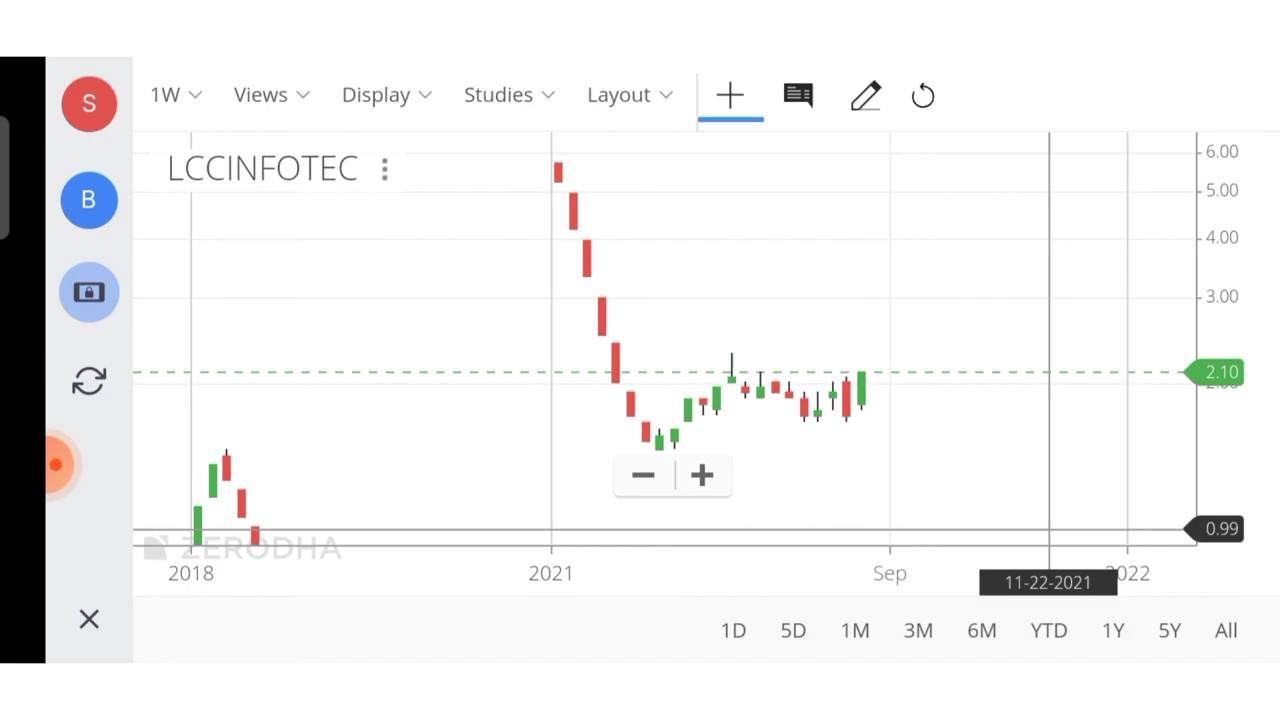 S
1W Views Display Studies Layout
B
LCCINFOTEC
6.00
5.00
4.00
3.00
2.10
0.99
ZERODHA
2018 2021 Sep 2022
11-22-2021
1D 5D 1M 3M 6M YTD 1Y 5Y All